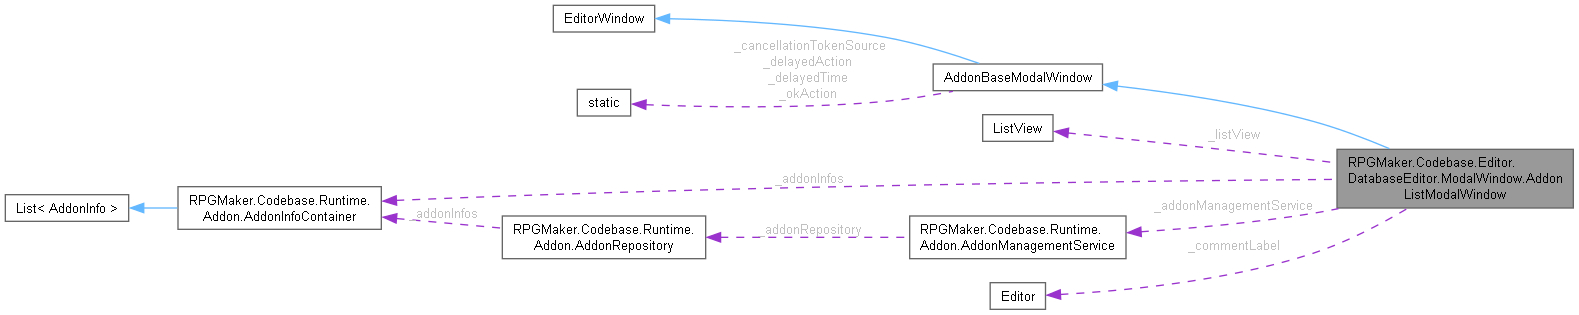 EditorWindow
_cancellationTokenSource
_delayedAction
_delayedTime
_okAction
AddonBaseModalWindow
static
ListView
_listView
RPGMaker.Codebase.Editor.
DatabaseEditor.ModalWindow.Addon
ListModalWindow
_addonInfos
List< AddonInfo >
RPGMaker.Codebase.Runtime.
Addon.AddonInfoContainer
_addonInfos
RPGMaker.Codebase.Runtime.
Addon.AddonRepository
_addonRepository
RPGMaker.Codebase.Runtime.
Addon.AddonManagementService
_addonManagementService
_commentLabel
Editor